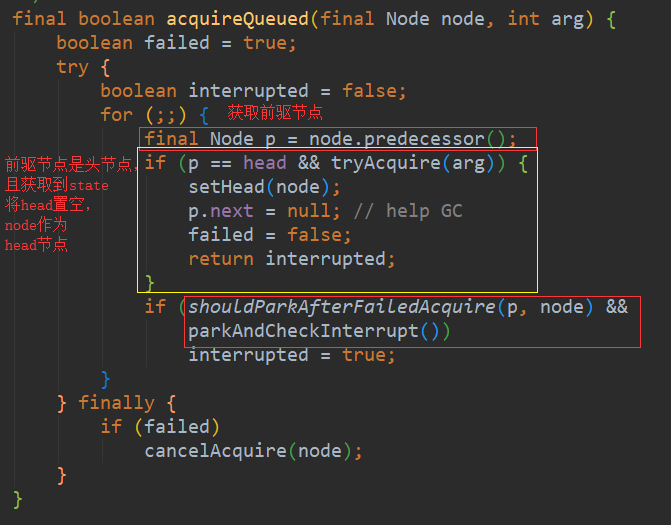 final boolean acquireQueued(final Node node, int arg) {
boolean failed = true;
try {
boolean interrupted = false;
for (;;) { 获取前驱节点
final Node p = node.predecessor();
前驱节点是头节点,
且获取到state
将head置空,
node作为
head节点
if (p == head && tryAcquire(arg)) {
setHead(node);
p.next = null; // help GC
failed = false;
return interrupted;
}
if (shouldParkAfterFailedAcquire(p, node) &&
parkAndCheckInterrupt())
interrupted = true;
}
} finally {
if (failed)
cancelAcquire(node);
}
}